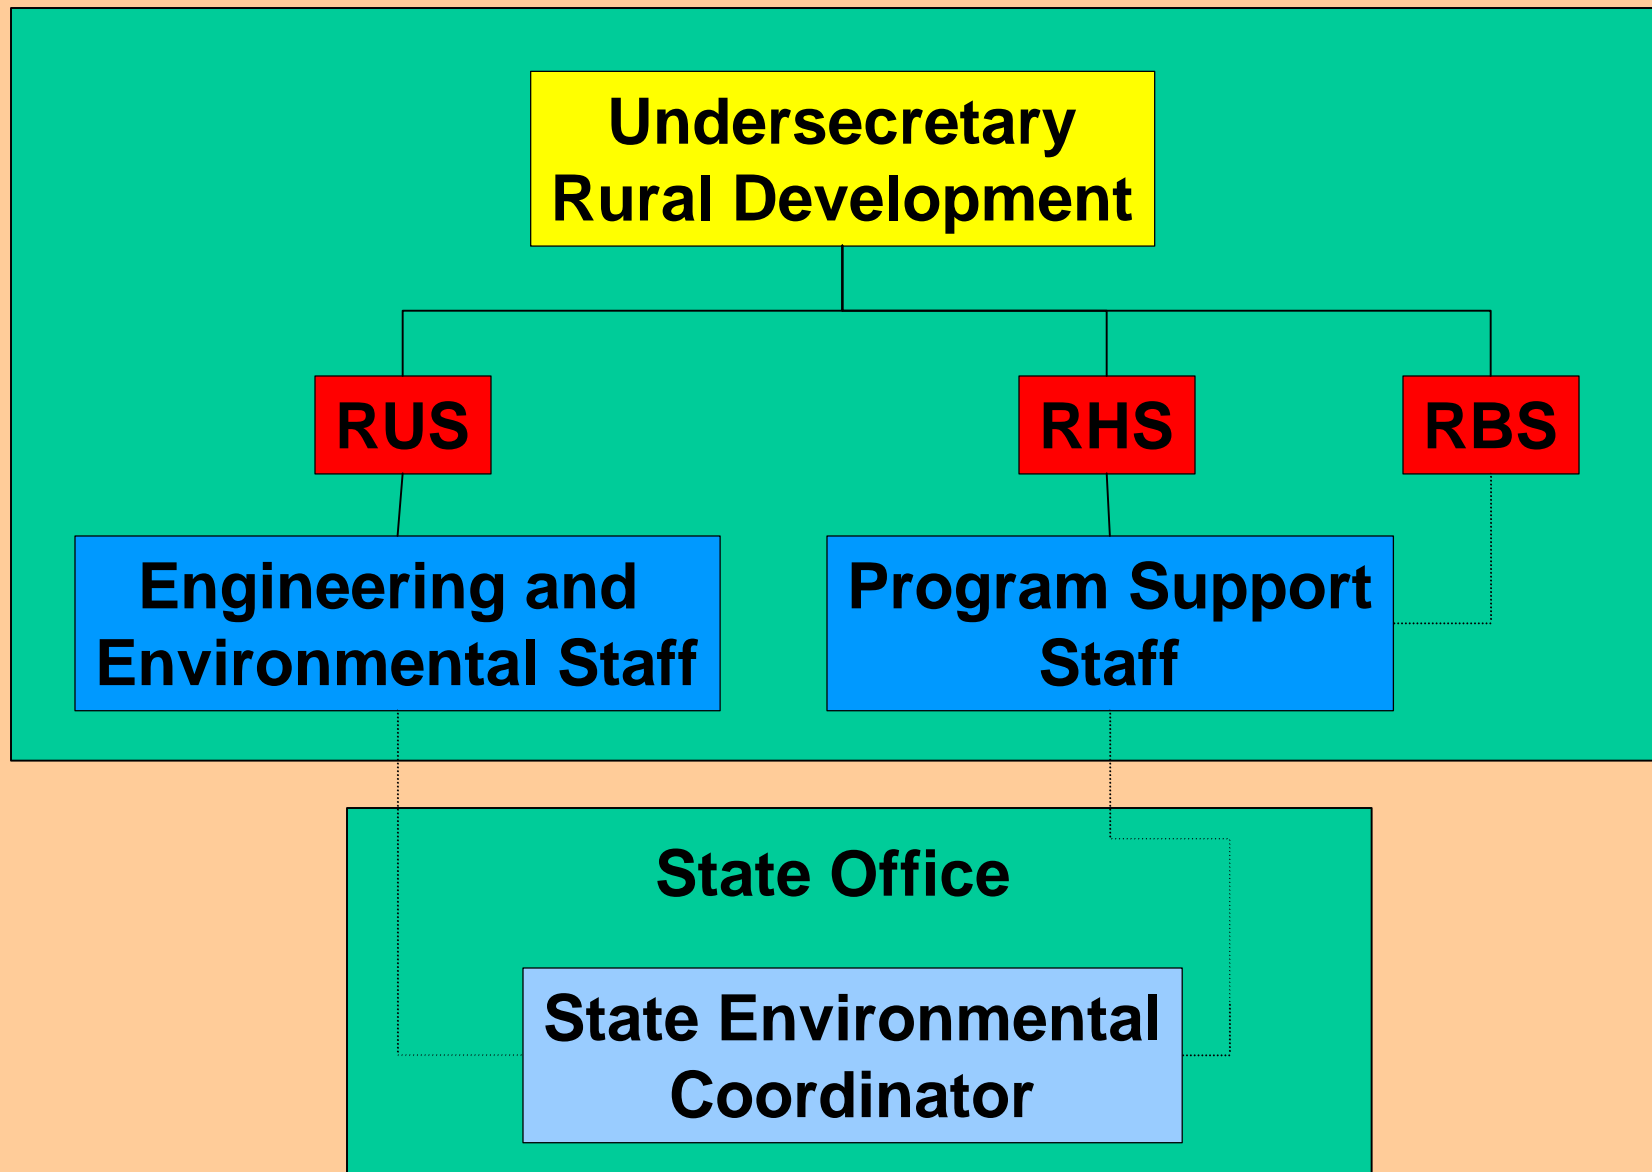 Undersecretary
Rural Development
RUS
RHS
RBS
Engineering and
Environmental Staff
Program Support
Staff
State Office
State Environmental
Coordinator